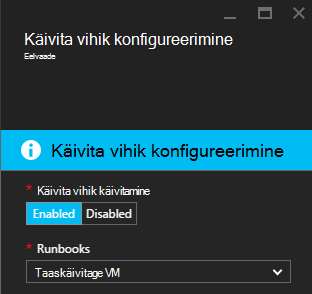 Käivita vihik konfigureerimine
Eelvaade
Käivita vihik konfigureerimine
* Käivita vihik käivitamine
Enabled Disabled
* Runbooks
Taaskäivitage VM